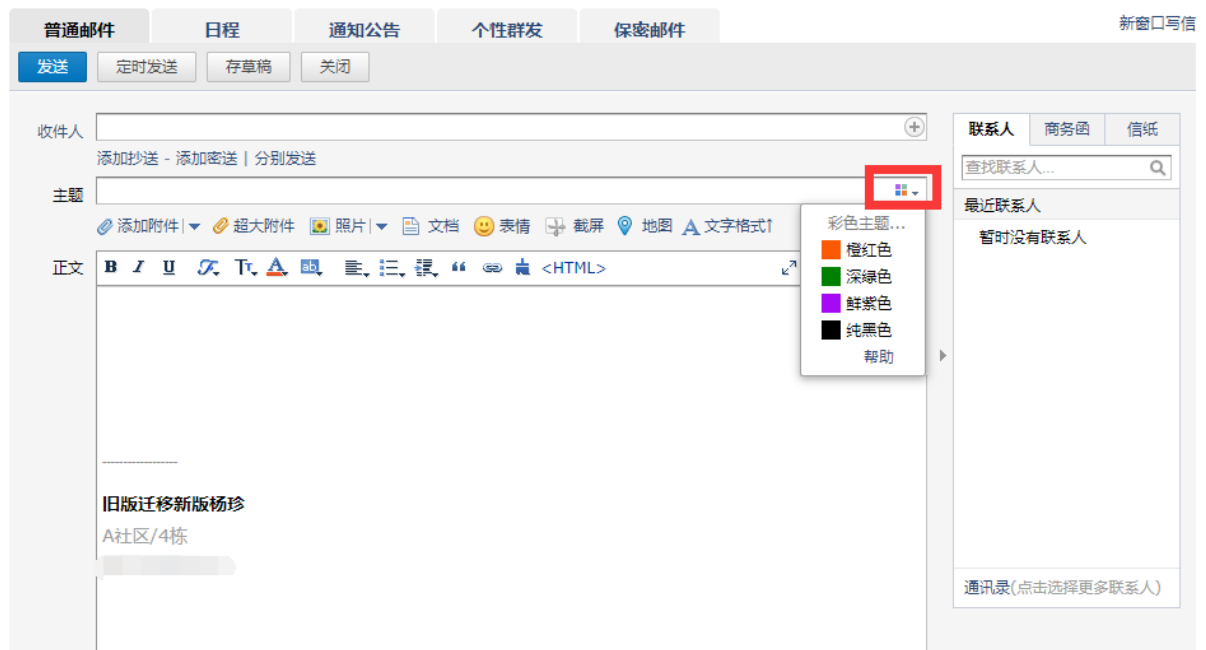 普通邮件 日程 通知公告 个性群发 保密邮件 新窗口写信
发送 定时发送 存草稿 关闭
收件人
添加抄送 - 添加密送 | 分别发送
主题
添加附件| 超大附件 照片| 文档 表情 截屏 地图 文字格式↑
正文 B I U <HTML>
彩色主题...
橙红色
深绿色
鲜紫色
纯黑色
帮助
------------------
旧版迁移新版杨珍
A社区/4栋
联系人 商务函 信纸
查找联系人...
最近联系人
暂时没有联系人
通讯录(点击选择更多联系人)